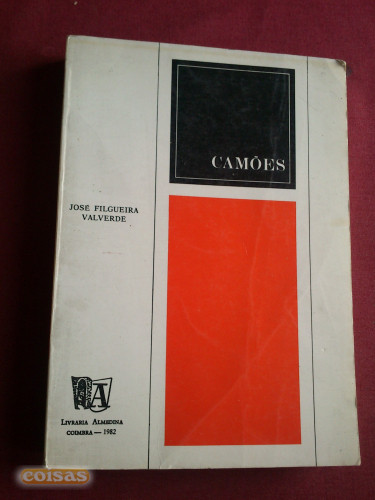 CAMÕES
JOSÉ FILGUEIRA
VALVERDE
LIVRARIA ALMEDINA
COIMBRA — 1982
coisas